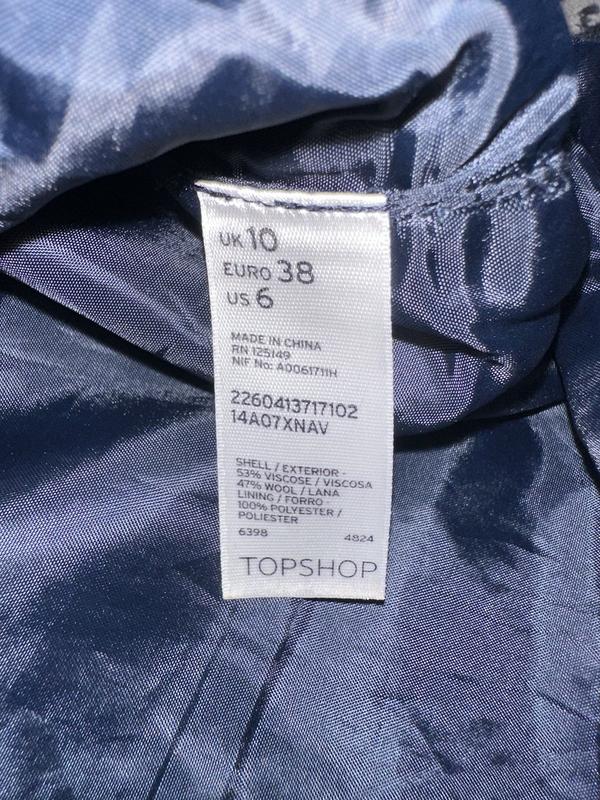 UK 10
EURO 38
US 6
MADE IN CHINA
RN 125149
NIF No: A0061711H
2260413717102
14A07XNAV
SHELL / EXTERIOR -
53% VISCOSE / VISCOSA
47% WOOL / LANA
LINING / FORRO -
100% POLYESTER /
POLIESTER
6398 4824
TOPSHOP